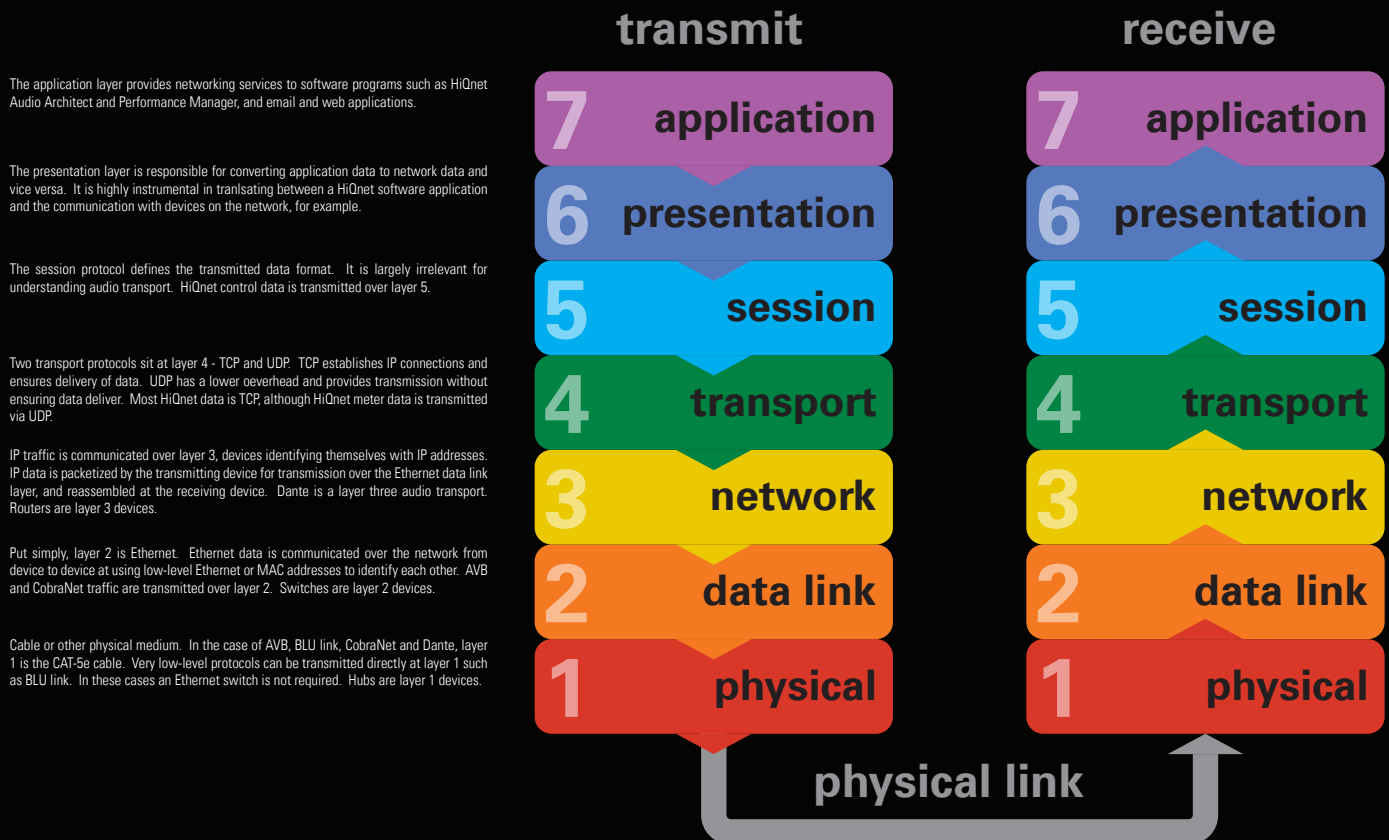 transmit
receive
The application layer provides networking services to software programs such as HiQnet
Audio Architect and Performance Manager, and email and web applications.
7 application
7 application
The presentation layer is responsible for converting application data to network data and
vice versa. It is highly instrumental in tranlsating between a HiQnet software application
and the communication with devices on the network, for example.
6 presentation
6 presentation
The session protocol defines the transmitted data format. It is largely irrelevant for
understanding audio transport. HiQnet control data is transmitted over layer 5.
5 session
5 session
Two transport protocols sit at layer 4 - TCP and UDP. TCP establishes IP connections and
ensures delivery of data. UDP has a lower oeverhead and provides transmission without
ensuring data deliver. Most HiQnet data is TCP, although HiQnet meter data is transmitted
via UDP.
4 transport
4 transport
IP traffic is communicated over layer 3, devices identifying themselves with IP addresses.
IP data is packetized by the transmitting device for transmission over the Ethernet data link
layer, and reassembled at the receiving device. Dante is a layer three audio transport.
Routers are layer 3 devices.
3 network
3 network
Put simply, layer 2 is Ethernet. Ethernet data is communicated over the network from
device to device at using low-level Ethernet or MAC addresses to identify each other. AVB
and CobraNet traffic are transmitted over layer 2. Switches are layer 2 devices.
2 data link
2 data link
Cable or other physical medium. In the case of AVB, BLU link, CobraNet and Dante, layer
1 is the CAT-5e cable. Very low-level protocols can be transmitted directly at layer 1 such
as BLU link. In these cases an Ethernet switch is not required. Hubs are layer 1 devices.
1 physical
1 physical
physical link